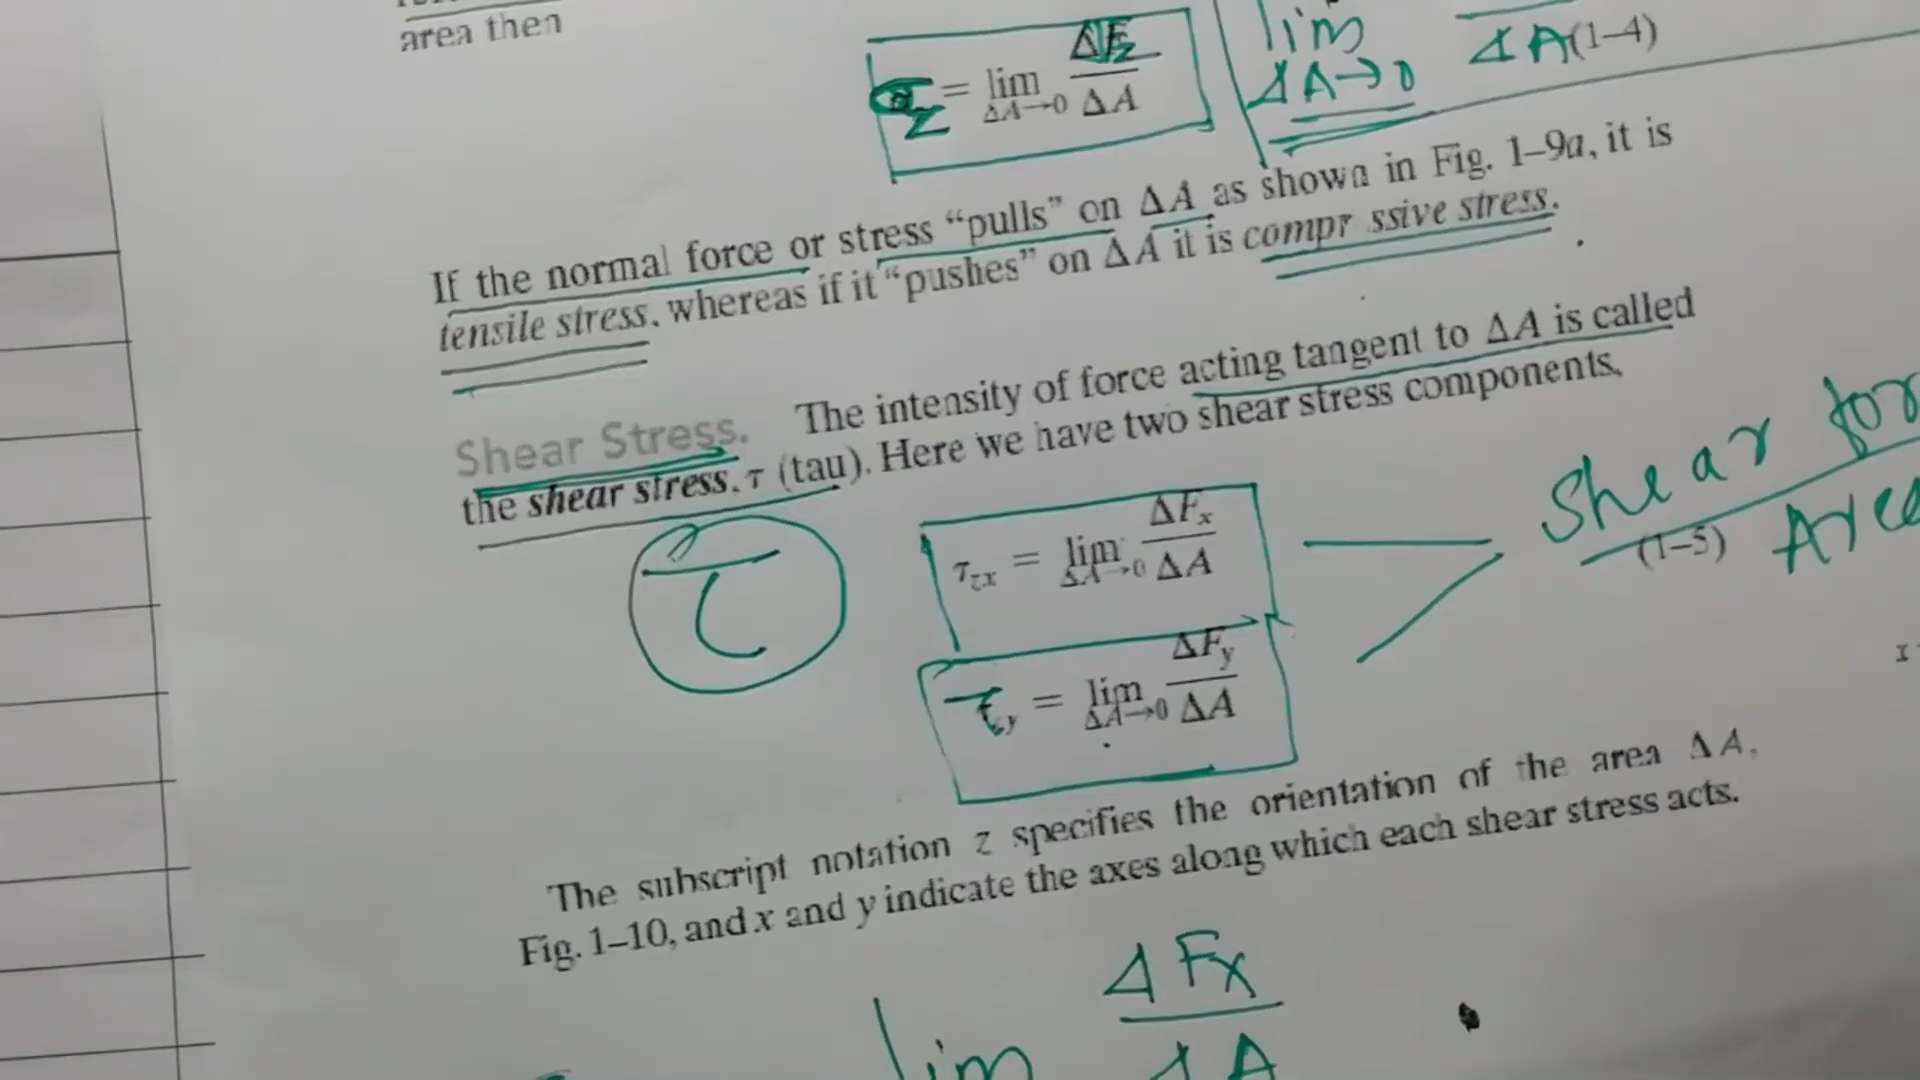 area then
σz = lim ΔA→0 ΔFz / ΔA
lim ΔA→0 / ΔA (1–4)
If the normal force or stress “pulls” on ΔA as shown in Fig. 1–9a, it is
tensile stress, whereas if it “pushes” on ΔA it is compr ssive stress.
Shear Stress. The intensity of force acting tangent to ΔA is called
the shear stress, τ (tau). Here we have two shear stress components,
τ
τzx = lim ΔA→0 ΔFx / ΔA
Shear for
(1–5) Area
τ y = lim ΔA→0 ΔFy / ΔA
The subscript notation z specifies the orientation of the area ΔA,
Fig. 1–10, and x and y indicate the axes along which each shear stress acts.
lim ΔFx / ΔA